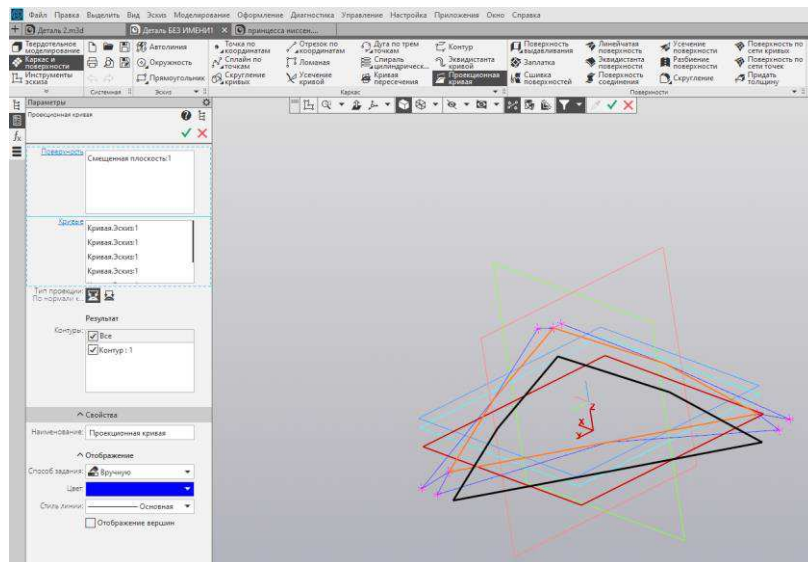 Файл Правка Выделить Вид Эскиз Моделирование Оформление Диагностика Управление Настройка Приложения Окно Справка
+ Деталь 2.m3d Деталь БЕЗ ИМЕНИ1 × принцесса ниссен....
Твердотельное моделирование
Каркас и поверхности
Инструменты эскиза
Системная
Автолиния
Окружность
Прямоугольник
Эскиз
Точка по координатам
Сплайн по точкам
Скругление кривых
Отрезок по координатам
Ломаная
Усечение кривой
Дуга по трем точкам
Спираль цилиндрическ...
Кривая пересечения
Контур
Эквидистанта кривой
Проекционная кривая
Каркас
Поверхность выдавливания
Заплатка
Сшивка поверхностей
Линейчатая поверхность
Эквидистанта поверхности
Поверхность соединения
Усечение поверхности
Разбиение поверхности
Скругление
Поверхность по сети кривых
Поверхность по сети точек
Придать толщину
Поверхности
Параметры
Проекционная кривая
Поверхность
Смещенная плоскость:1
Кривые
Кривая.Эскиз:1
Кривая.Эскиз:1
Кривая.Эскиз:1
Кривая.Эскиз:1
Тип проекции:
По нормали к...
Результат
Контуры:
Все
Контур : 1
Свойства
Наименование: Проекционная кривая
Отображение
Способ задания: Вручную
Цвет:
Стиль линии: Основная
Отображение вершин
Z
X
Y